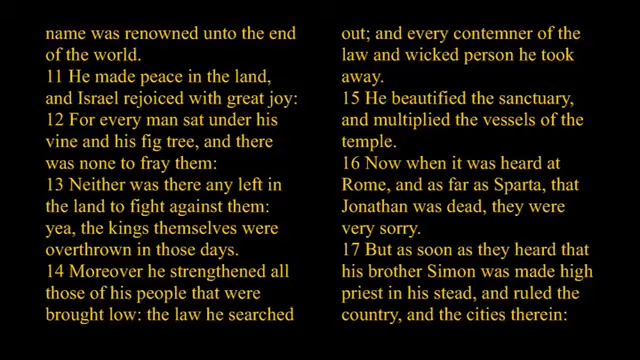 name was renowned unto the end
of the world.
11 He made peace in the land,
and Israel rejoiced with great joy:
12 For every man sat under his
vine and his fig tree, and there
was none to fray them:
13 Neither was there any left in
the land to fight against them:
yea, the kings themselves were
overthrown in those days.
14 Moreover he strengthened all
those of his people that were
brought low: the law he searched
out; and every contemner of the
law and wicked person he took
away.
15 He beautified the sanctuary,
and multiplied the vessels of the
temple.
16 Now when it was heard at
Rome, and as far as Sparta, that
Jonathan was dead, they were
very sorry.
17 But as soon as they heard that
his brother Simon was made high
priest in his stead, and ruled the
country, and the cities therein: